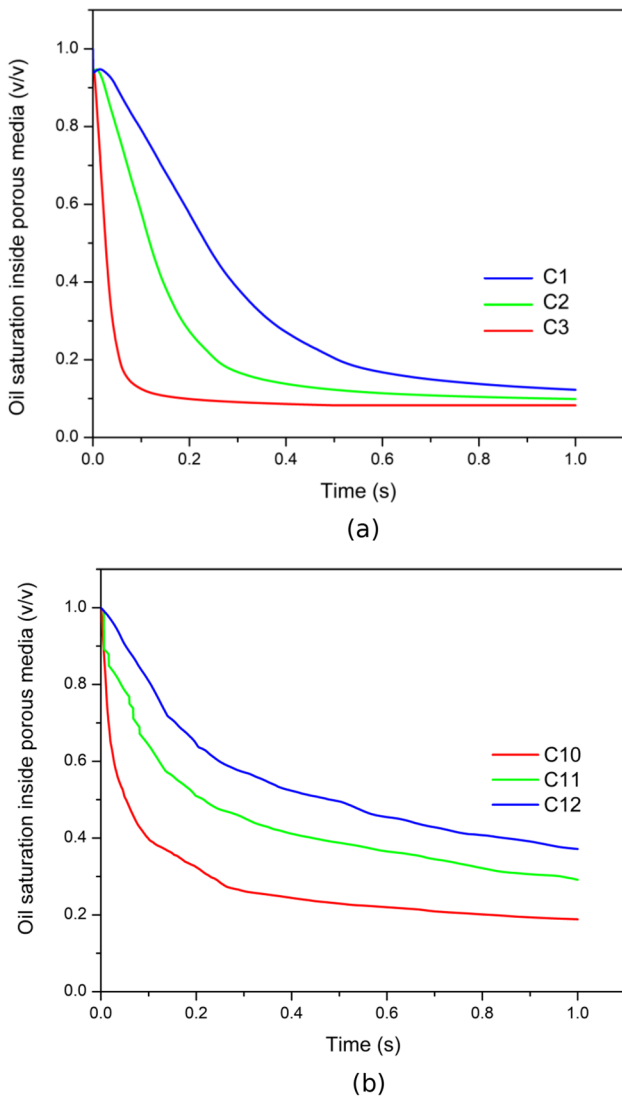 Oil saturation inside porous media (v/v)
1.0
0.8
0.6
0.4
0.2
0.0
C1
C2
C3
0.0 0.2 0.4 0.6 0.8 1.0
Time (s)
(a)
Oil saturation inside porous media (v/v)
1.0
0.8
0.6
0.4
0.2
0.0
C10
C11
C12
0.0 0.2 0.4 0.6 0.8 1.0
Time (s)
(b)